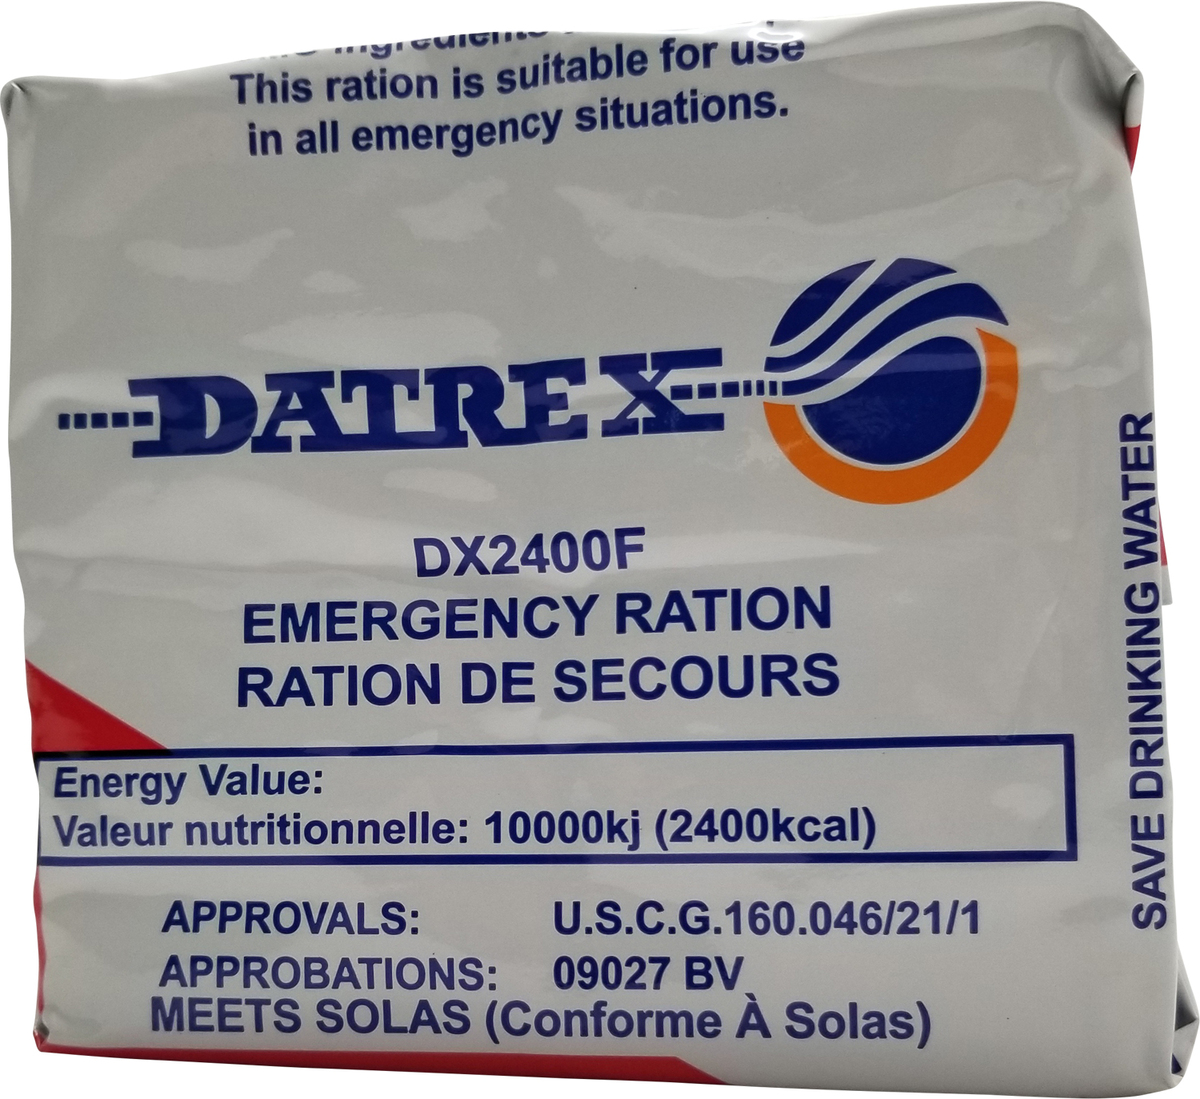 ingredients
This ration is suitable for use
in all emergency situations.
DATREX
DX2400F
EMERGENCY RATION
RATION DE SECOURS
Energy Value:
Valeur nutritionnelle: 10000kj (2400kcal)
APPROVALS: U.S.C.G.160.046/21/1
APPROBATIONS: 09027 BV
MEETS SOLAS (Conforme À Solas)
SAVE DRINKING WATER